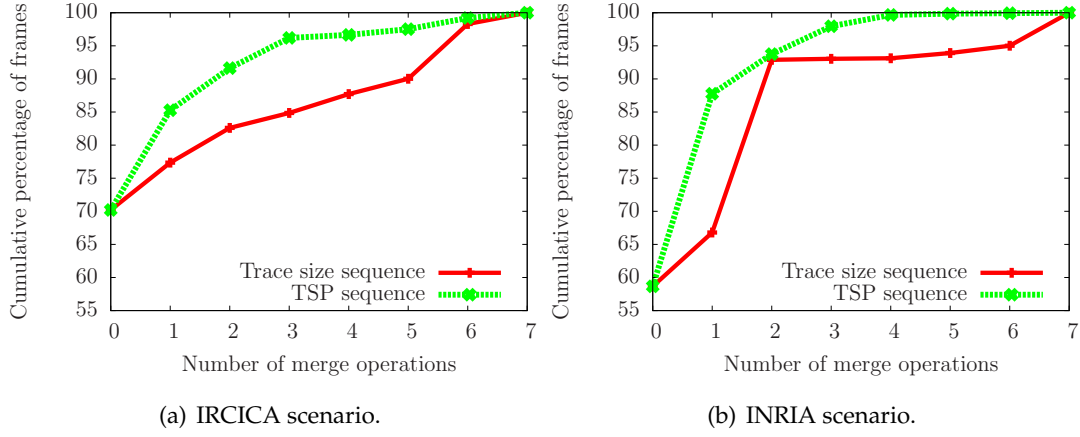 Cumulative percentage of frames
100
95
90
85
80
75
70
65
60
55
0 1 2 3 4 5 6 7
Number of merge operations
Trace size sequence
TSP sequence
(a) IRCICA scenario.
Cumulative percentage of frames
100
95
90
85
80
75
70
65
60
55
0 1 2 3 4 5 6 7
Number of merge operations
Trace size sequence
TSP sequence
(b) INRIA scenario.